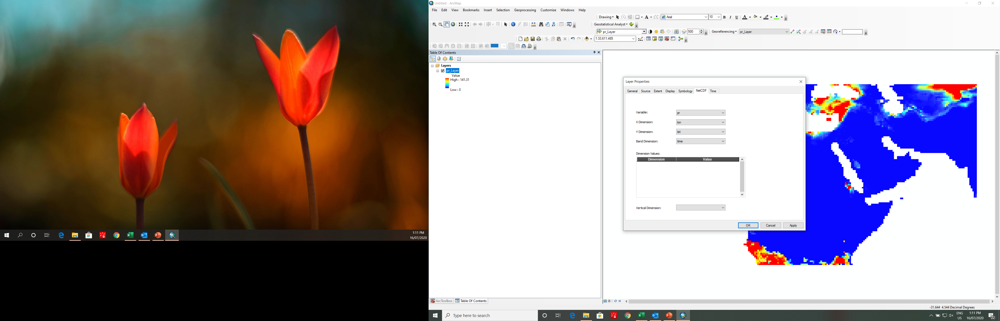 Untitled - ArcMap
File Edit View Bookmarks Insert Selection Geoprocessing Customize Windows Help
Drawing A Arial 10 B I U A
Geostatistical Analyst
pr_Layer 500 Georeferencing pr_Layer
1:33,611,485
Table Of Contents
Layers
pr_Layer
Value
High : 141.31
Low : 0
Layer Properties
General Source Extent Display Symbology NetCDF Time
Variable: pr
X Dimension: lon
Y Dimension: lat
Band Dimension: time
Dimension Values:
Dimension Value
Vertical Dimension:
OK Cancel Apply
1:11 PM
16/07/2020
ArcToolbox Table Of Contents
-31.644 4.544 Decimal Degrees
Type here to search
ENG
US
1:11 PM
16/07/2020
22